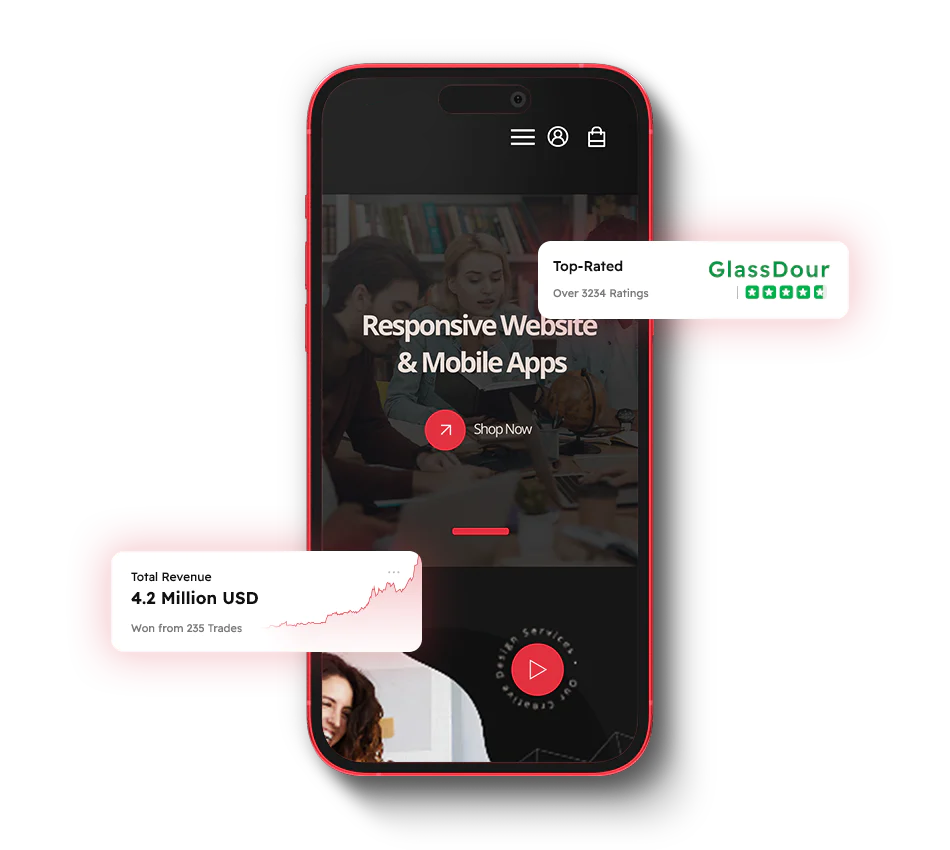 Top-Rated
GlassDour
Over 3234 Ratings
Responsive Website
& Mobile Apps
Shop Now
Total Revenue
4.2 Million USD
Won from 235 Trades
Our Creative Design Services •